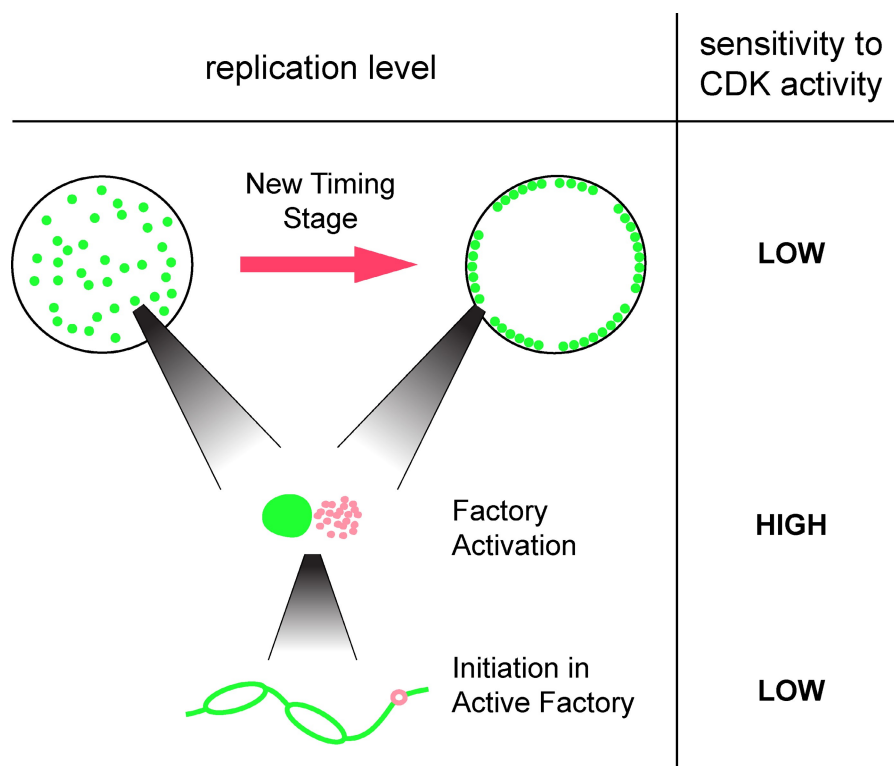 replication level
sensitivity to
CDK activity
New Timing
Stage
LOW
Factory
Activation
HIGH
Initiation in
Active Factory
LOW